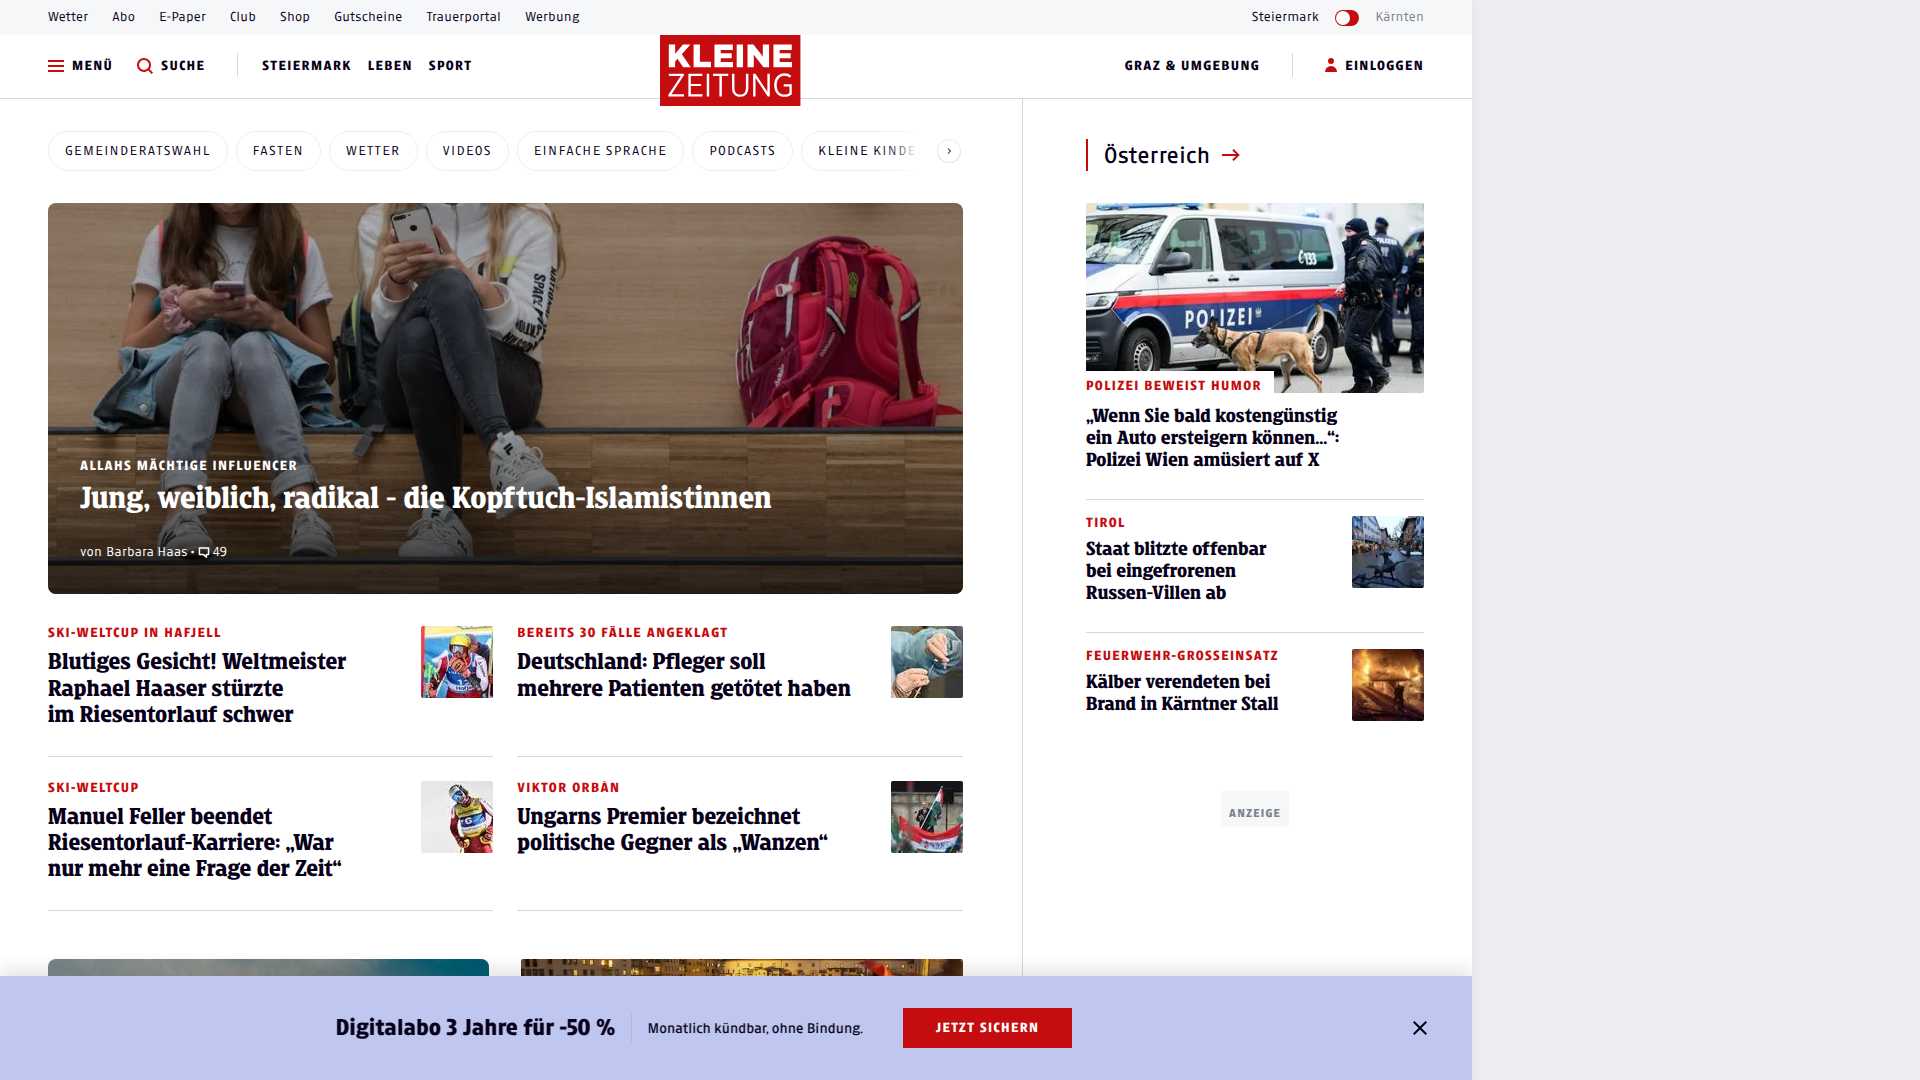 Wetter Abo E-Paper Club Shop Gutscheine Trauerportal Werbung Steiermark Kärnten
MENÜ SUCHE STEIERMARK LEBEN SPORT
KLEINE
ZEITUNG
GRAZ & UMGEBUNG EINLOGGEN
GEMEINDERATSWAHL FASTEN WETTER VIDEOS EINFACHE SPRACHE PODCASTS KLEINE KINDE
ALLAHS MÄCHTIGE INFLUENCER
Jung, weiblich, radikal - die Kopftuch-Islamistinnen
von Barbara Haas • 49
SKI-WELTCUP IN HAFJELL
Blutiges Gesicht! Weltmeister
Raphael Haaser stürzte
im Riesentorlauf schwer
BEREITS 30 FÄLLE ANGEKLAGT
Deutschland: Pfleger soll
mehrere Patienten getötet haben
SKI-WELTCUP
Manuel Feller beendet
Riesentorlauf-Karriere: „War
nur mehr eine Frage der Zeit“
VIKTOR ORBÁN
Ungarns Premier bezeichnet
politische Gegner als „Wanzen“
Österreich →
133
POLIZEI
POLIZEI BEWEIST HUMOR
„Wenn Sie bald kostengünstig
ein Auto ersteigern können...“:
Polizei Wien amüsiert auf X
TIROL
Staat blitzte offenbar
bei eingefrorenen
Russen-Villen ab
FEUERWEHR-GROSSEINSATZ
Kälber verendeten bei
Brand in Kärntner Stall
ANZEIGE
Digitalabo 3 Jahre für -50 % Monatlich kündbar, ohne Bindung. JETZT SICHERN